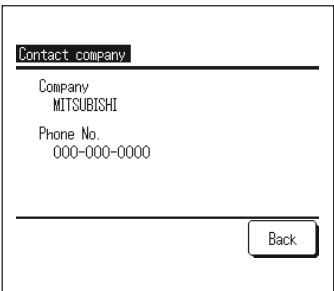 Contact company
Company
MITSUBISHI
Phone No.
000-000-0000
Back